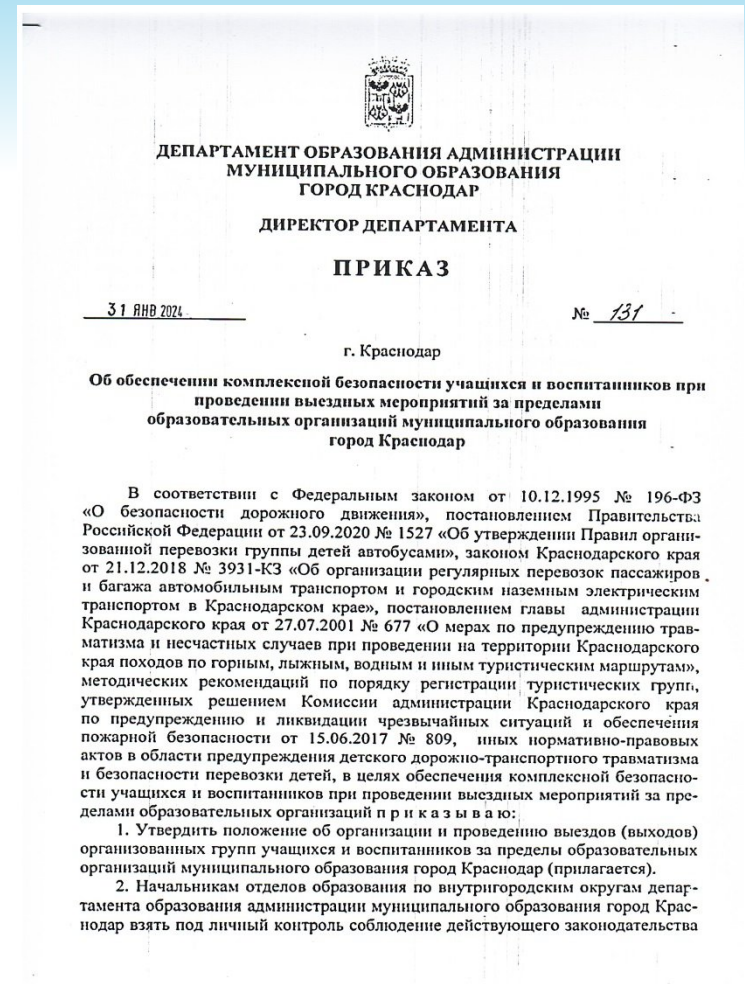 ДЕПАРТАМЕНТ ОБРАЗОВАНИЯ АДМИНИСТРАЦИИ
МУНИЦИПАЛЬНОГО ОБРАЗОВАНИЯ
ГОРОД КРАСНОДАР
ДИРЕКТОР ДЕПАРТАМЕНТА
ПРИКАЗ
31 ЯНВ 2024 № 131
г. Краснодар
Об обеспечении комплексной безопасности учащихся и воспитанников при
проведении выездных мероприятий за пределами
образовательных организаций муниципального образования
город Краснодар
В соответствии с Федеральным законом от 10.12.1995 № 196-ФЗ
«О безопасности дорожного движения», постановлением Правительства
Российской Федерации от 23.09.2020 № 1527 «Об утверждении Правил органи-
зованной перевозки группы детей автобусами», законом Краснодарского края
от 21.12.2018 № 3931-КЗ «Об организации регулярных перевозок пассажиров
и багажа автомобильным транспортом и городским наземным электрическим
транспортом в Краснодарском крае», постановлением главы администрации
Краснодарского края от 27.07.2001 № 677 «О мерах по предупреждению трав-
матизма и несчастных случаев при проведении на территории Краснодарского
края походов по горным, лыжным, водным и иным туристическим маршрутам»,
методических рекомендаций по порядку регистрации туристических групп,
утвержденных решением Комиссии администрации Краснодарского края
по предупреждению и ликвидации чрезвычайных ситуаций и обеспечения
пожарной безопасности от 15.06.2017 № 809, иных нормативно-правовых
актов в области предупреждения детского дорожно-транспортного травматизма
и безопасности перевозки детей, в целях обеспечения комплексной безопасно-
сти учащихся и воспитанников при проведении выездных мероприятий за пре-
делами образовательных организаций п р и к а з ы в а ю:
1. Утвердить положение об организации и проведению выездов (выходов)
организованных групп учащихся и воспитанников за пределы образовательных
организаций муниципального образования город Краснодар (прилагается).
2. Начальникам отделов образования по внутригородским округам депар-
тамента образования администрации муниципального образования город Крас-
нодар взять под личный контроль соблюдение действующего законодательства